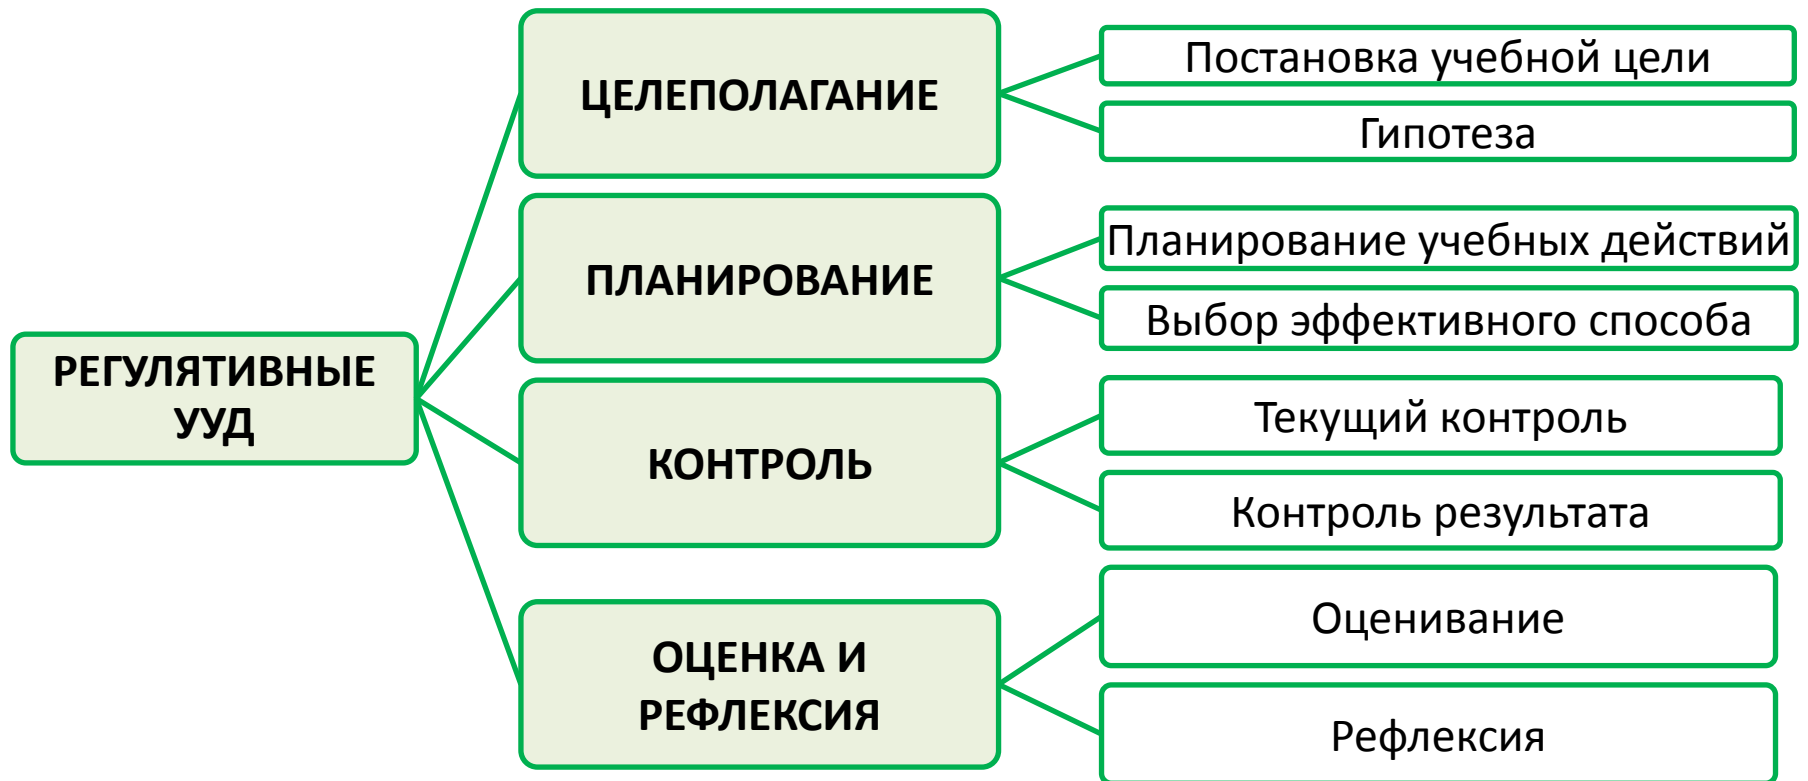 РЕГУЛЯТИВНЫЕ
УУД
ЦЕЛЕПОЛАГАНИЕ
Постановка учебной цели
Гипотеза
ПЛАНИРОВАНИЕ
Планирование учебных действий
Выбор эффективного способа
КОНТРОЛЬ
Текущий контроль
Контроль результата
ОЦЕНКА И
РЕФЛЕКСИЯ
Оценивание
Рефлексия